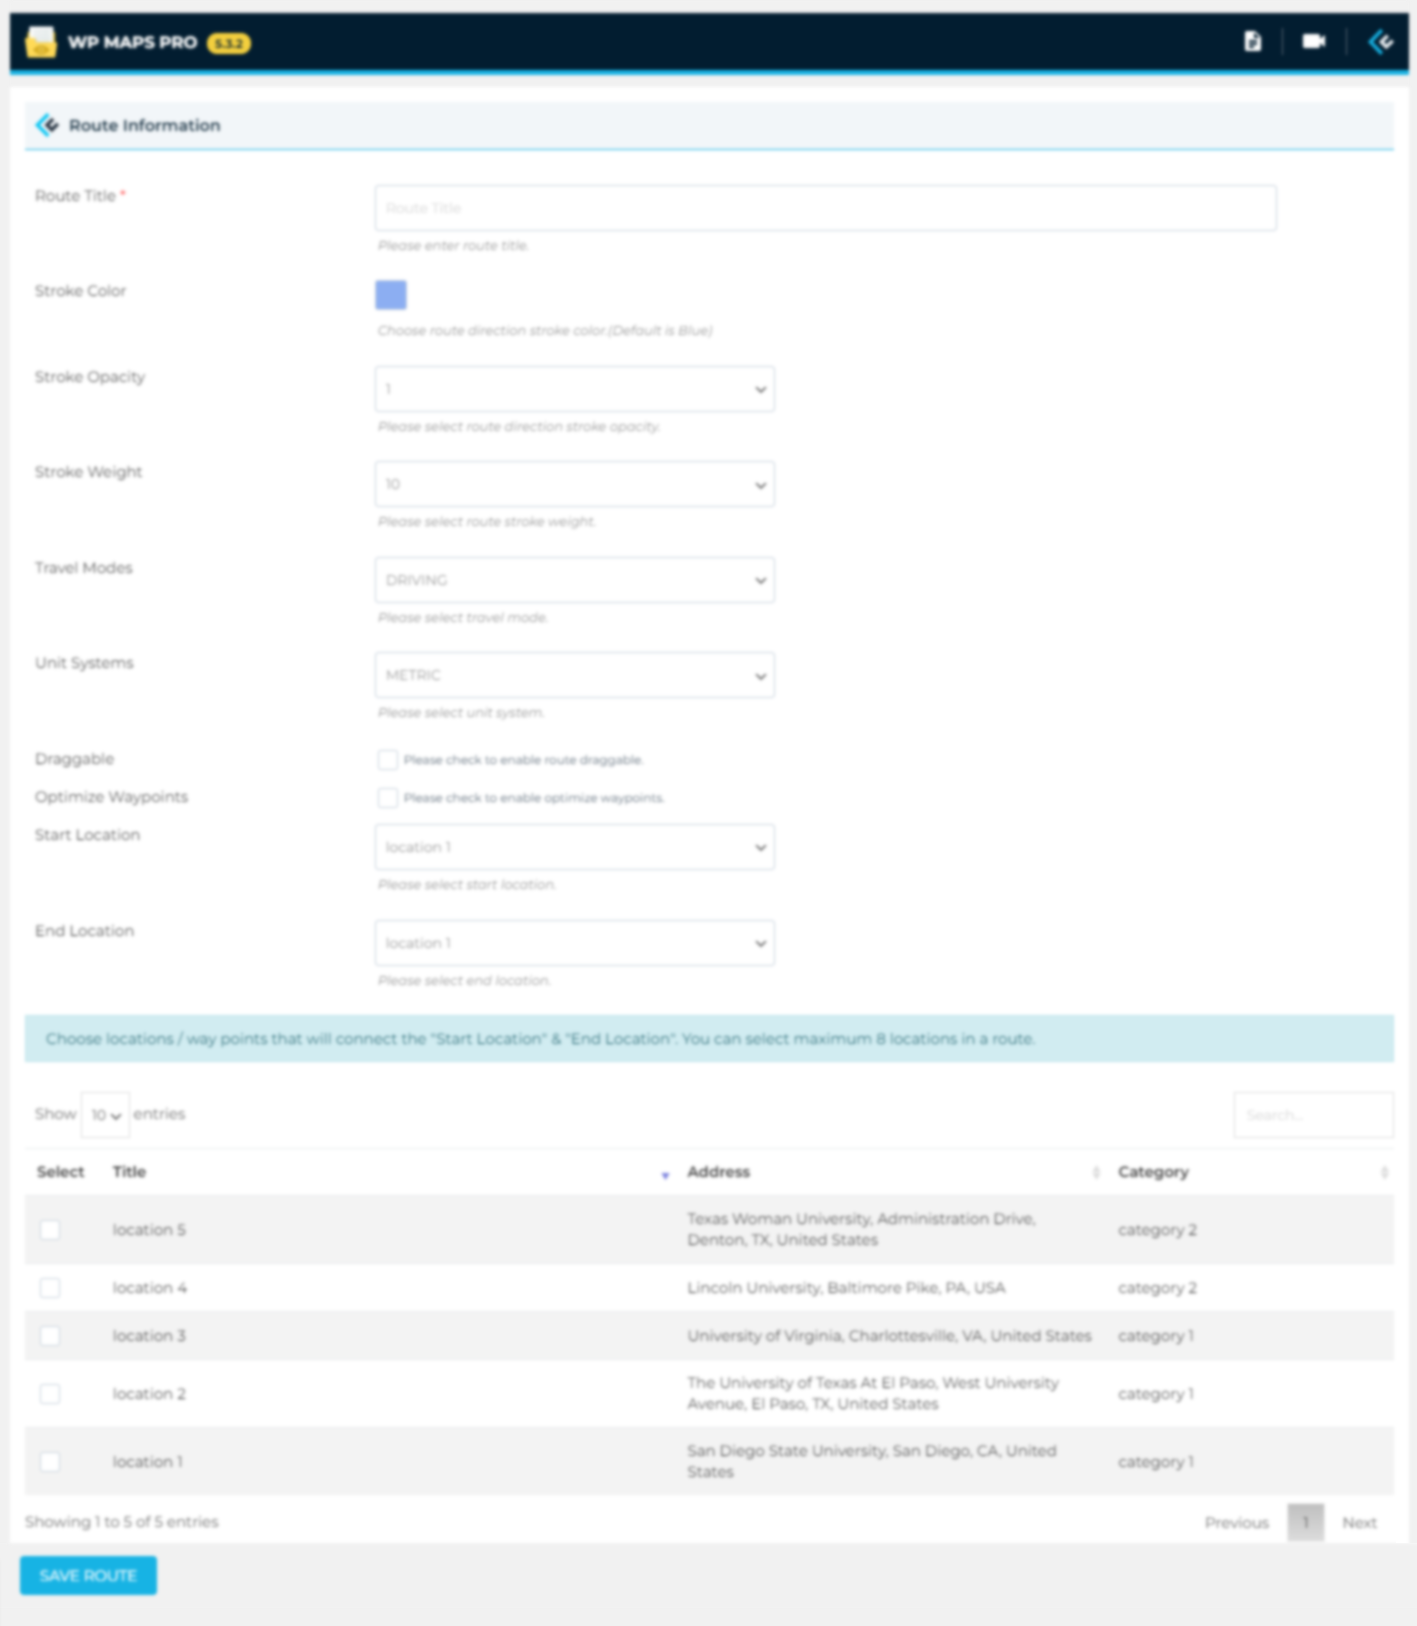 WP MAPS PRO 5.3.2
Route Information
Route Title *
Route Title
Please enter route title.
Stroke Color
Choose route direction stroke color.(Default is Blue)
Stroke Opacity
1
Please select route direction stroke opacity.
Stroke Weight
10
Please select route stroke weight.
Travel Modes
DRIVING
Please select travel mode.
Unit Systems
METRIC
Please select unit system.
Draggable
Please check to enable route draggable.
Optimize Waypoints
Please check to enable optimize waypoints.
Start Location
location 1
Please select start location.
End Location
location 1
Please select end location.
Choose locations / way points that will connect the "Start Location" & "End Location". You can select maximum 8 locations in a route.
Show 10 entries
Search...
Select Title Address Category
location 5
Texas Woman University, Administration Drive,
Denton, TX, United States
category 2
location 4 Lincoln University, Baltimore Pike, PA, USA category 2
location 3 University of Virginia, Charlottesville, VA, United States category 1
location 2
The University of Texas At El Paso, West University
Avenue, El Paso, TX, United States
category 1
location 1
San Diego State University, San Diego, CA, United
States
category 1
Showing 1 to 5 of 5 entries
Previous 1 Next
SAVE ROUTE